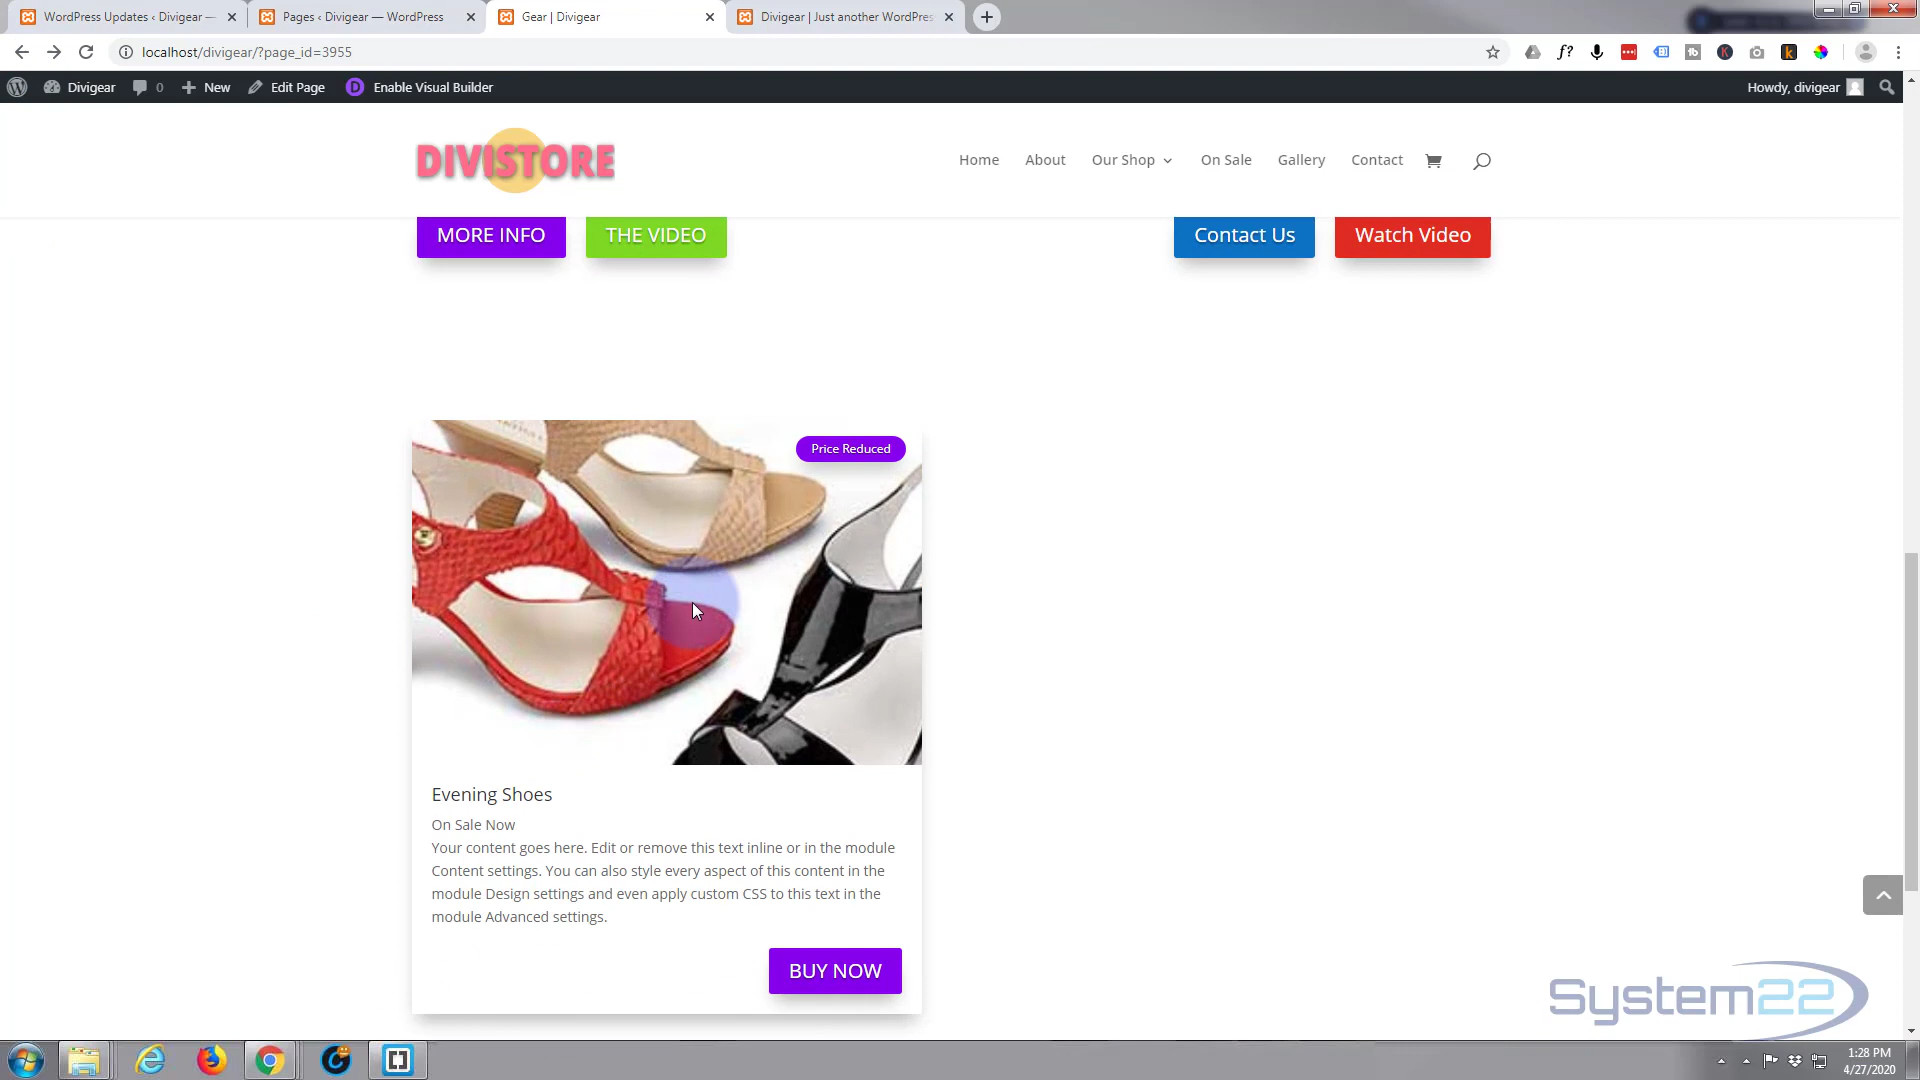 WordPress Updates ‹ Divigear —
Pages ‹ Divigear — WordPress
Gear | Divigear
Divigear | Just another WordPres
localhost/divigear/?page_id=3955
Divigear
0
New
Edit Page
Enable Visual Builder
Howdy, divigear
DIVISTORE
Home
About
Our Shop
On Sale
Gallery
Contact
MORE INFO
THE VIDEO
Contact Us
Watch Video
Price Reduced
Evening Shoes
On Sale Now
Your content goes here. Edit or remove this text inline or in the module
Content settings. You can also style every aspect of this content in the
module Design settings and even apply custom CSS to this text in the
module Advanced settings.
BUY NOW
System22
1:28 PM
4/27/2020